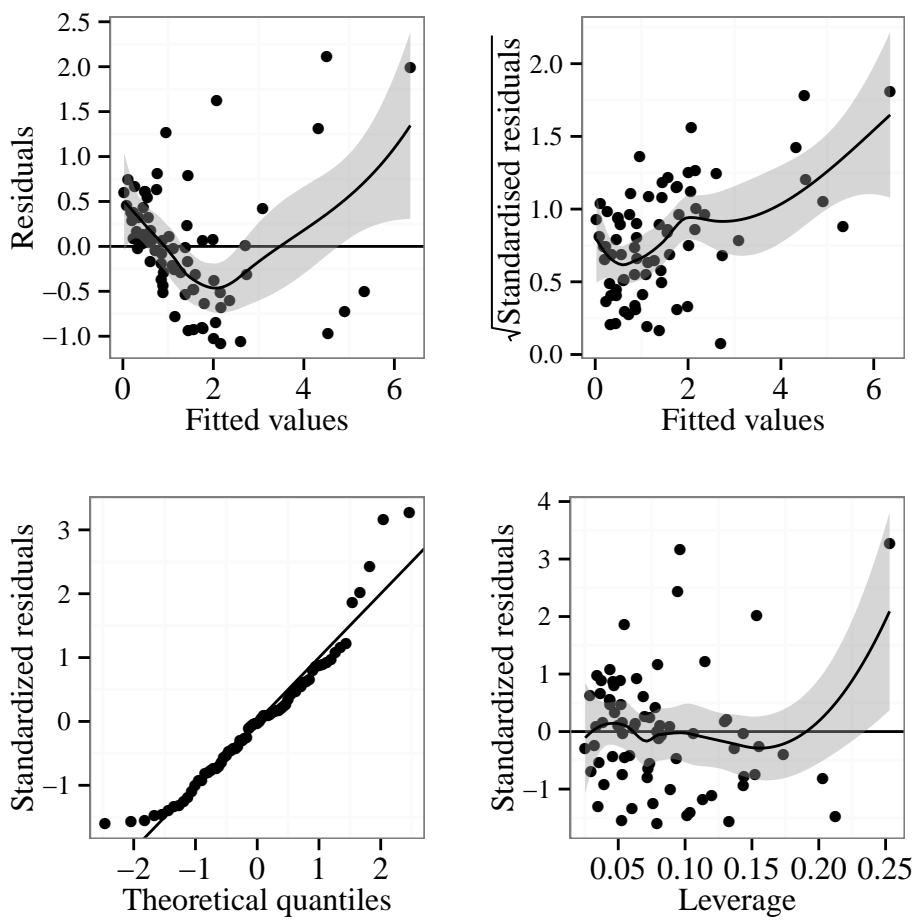 2.5
2.0
1.5
1.0
0.5
0.0
−0.5
−1.0
Residuals
0 2 4 6
Fitted values
2.0
1.5
1.0
0.5
0.0
√Standardised residuals
0 2 4 6
Fitted values
3
2
1
0
−1
Standardized residuals
−2 −1 0 1 2
Theoretical quantiles
4
3
2
1
0
−1
Standardized residuals
0.05 0.10 0.15 0.20 0.25
Leverage